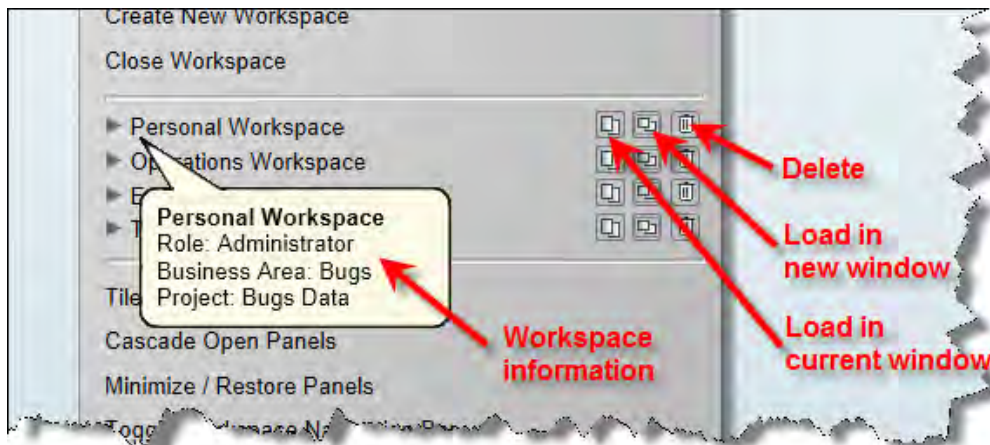 Create New Workspace
Close Workspace
Personal Workspace
Delete
Workspace
Personal Workspace
Role: Administrator
Business Area: Bugs
Project: Bugs Data
Load in
new window
Cascade Open Panels
Workspace
information
Load in
current window
Minimize / Restore Panels